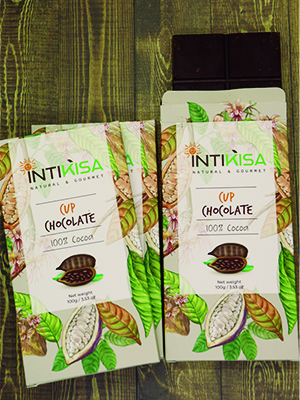 INTIKISA
NATURAL & GOURMET
CUP
CHOCOLATE
100% Cocoa
Net weight
100g / 3.53 oz
INTIKISA
NATURAL & GOURMET
CUP
CHOCOLATE
100% Cocoa
Net weight
100g / 3.53 oz